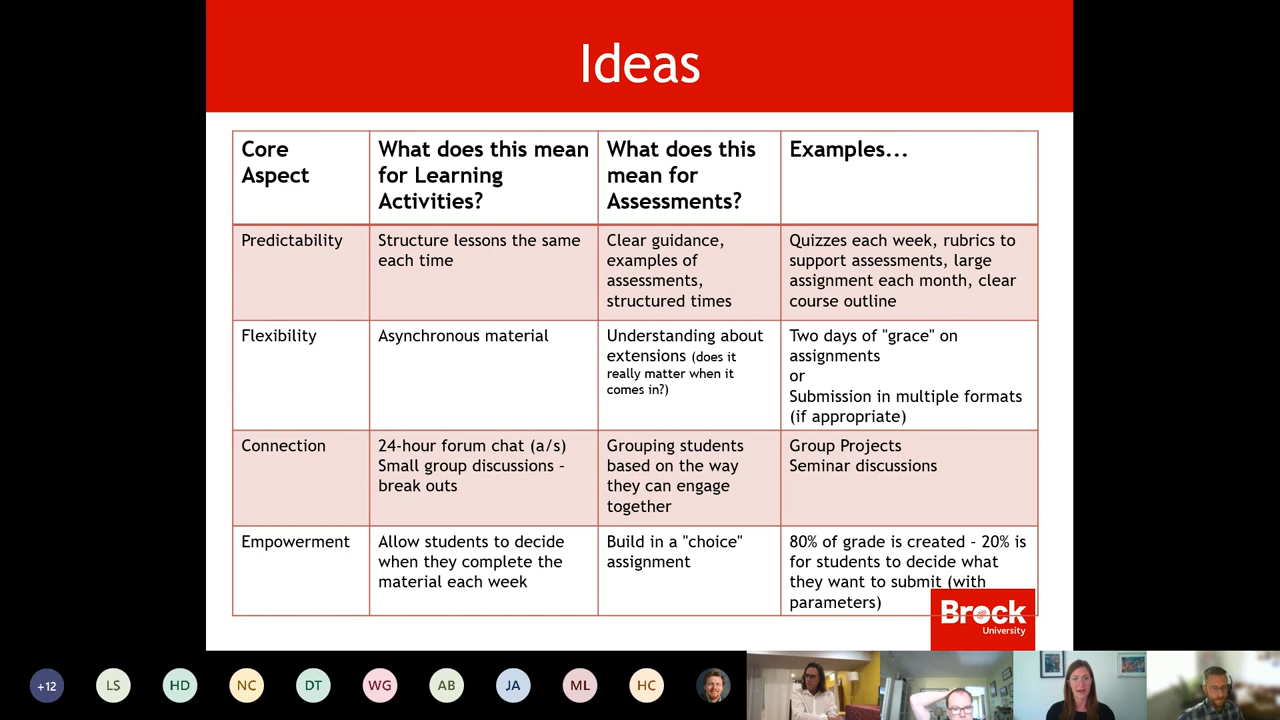 Ideas
Core
Aspect
What does this mean
for Learning
Activities?
What does this
mean for
Assessments?
Examples...
Predictability
Structure lessons the same
each time
Clear guidance,
examples of
assessments,
structured times
Quizzes each week, rubrics to
support assessments, large
assignment each month, clear
course outline
Flexibility
Asynchronous material
Understanding about
extensions (does it
really matter when it
comes in?)
Two days of "grace" on
assignments
or
Submission in multiple formats
(if appropriate)
Connection
24-hour forum chat (a/s)
Small group discussions –
break outs
Grouping students
based on the way
they can engage
together
Group Projects
Seminar discussions
Empowerment
Allow students to decide
when they complete the
material each week
Build in a "choice"
assignment
80% of grade is created – 20% is
for students to decide what
they want to submit (with
parameters)
Brock
University
+12
LS
HD
NC
DT
WG
AB
JA
ML
HC